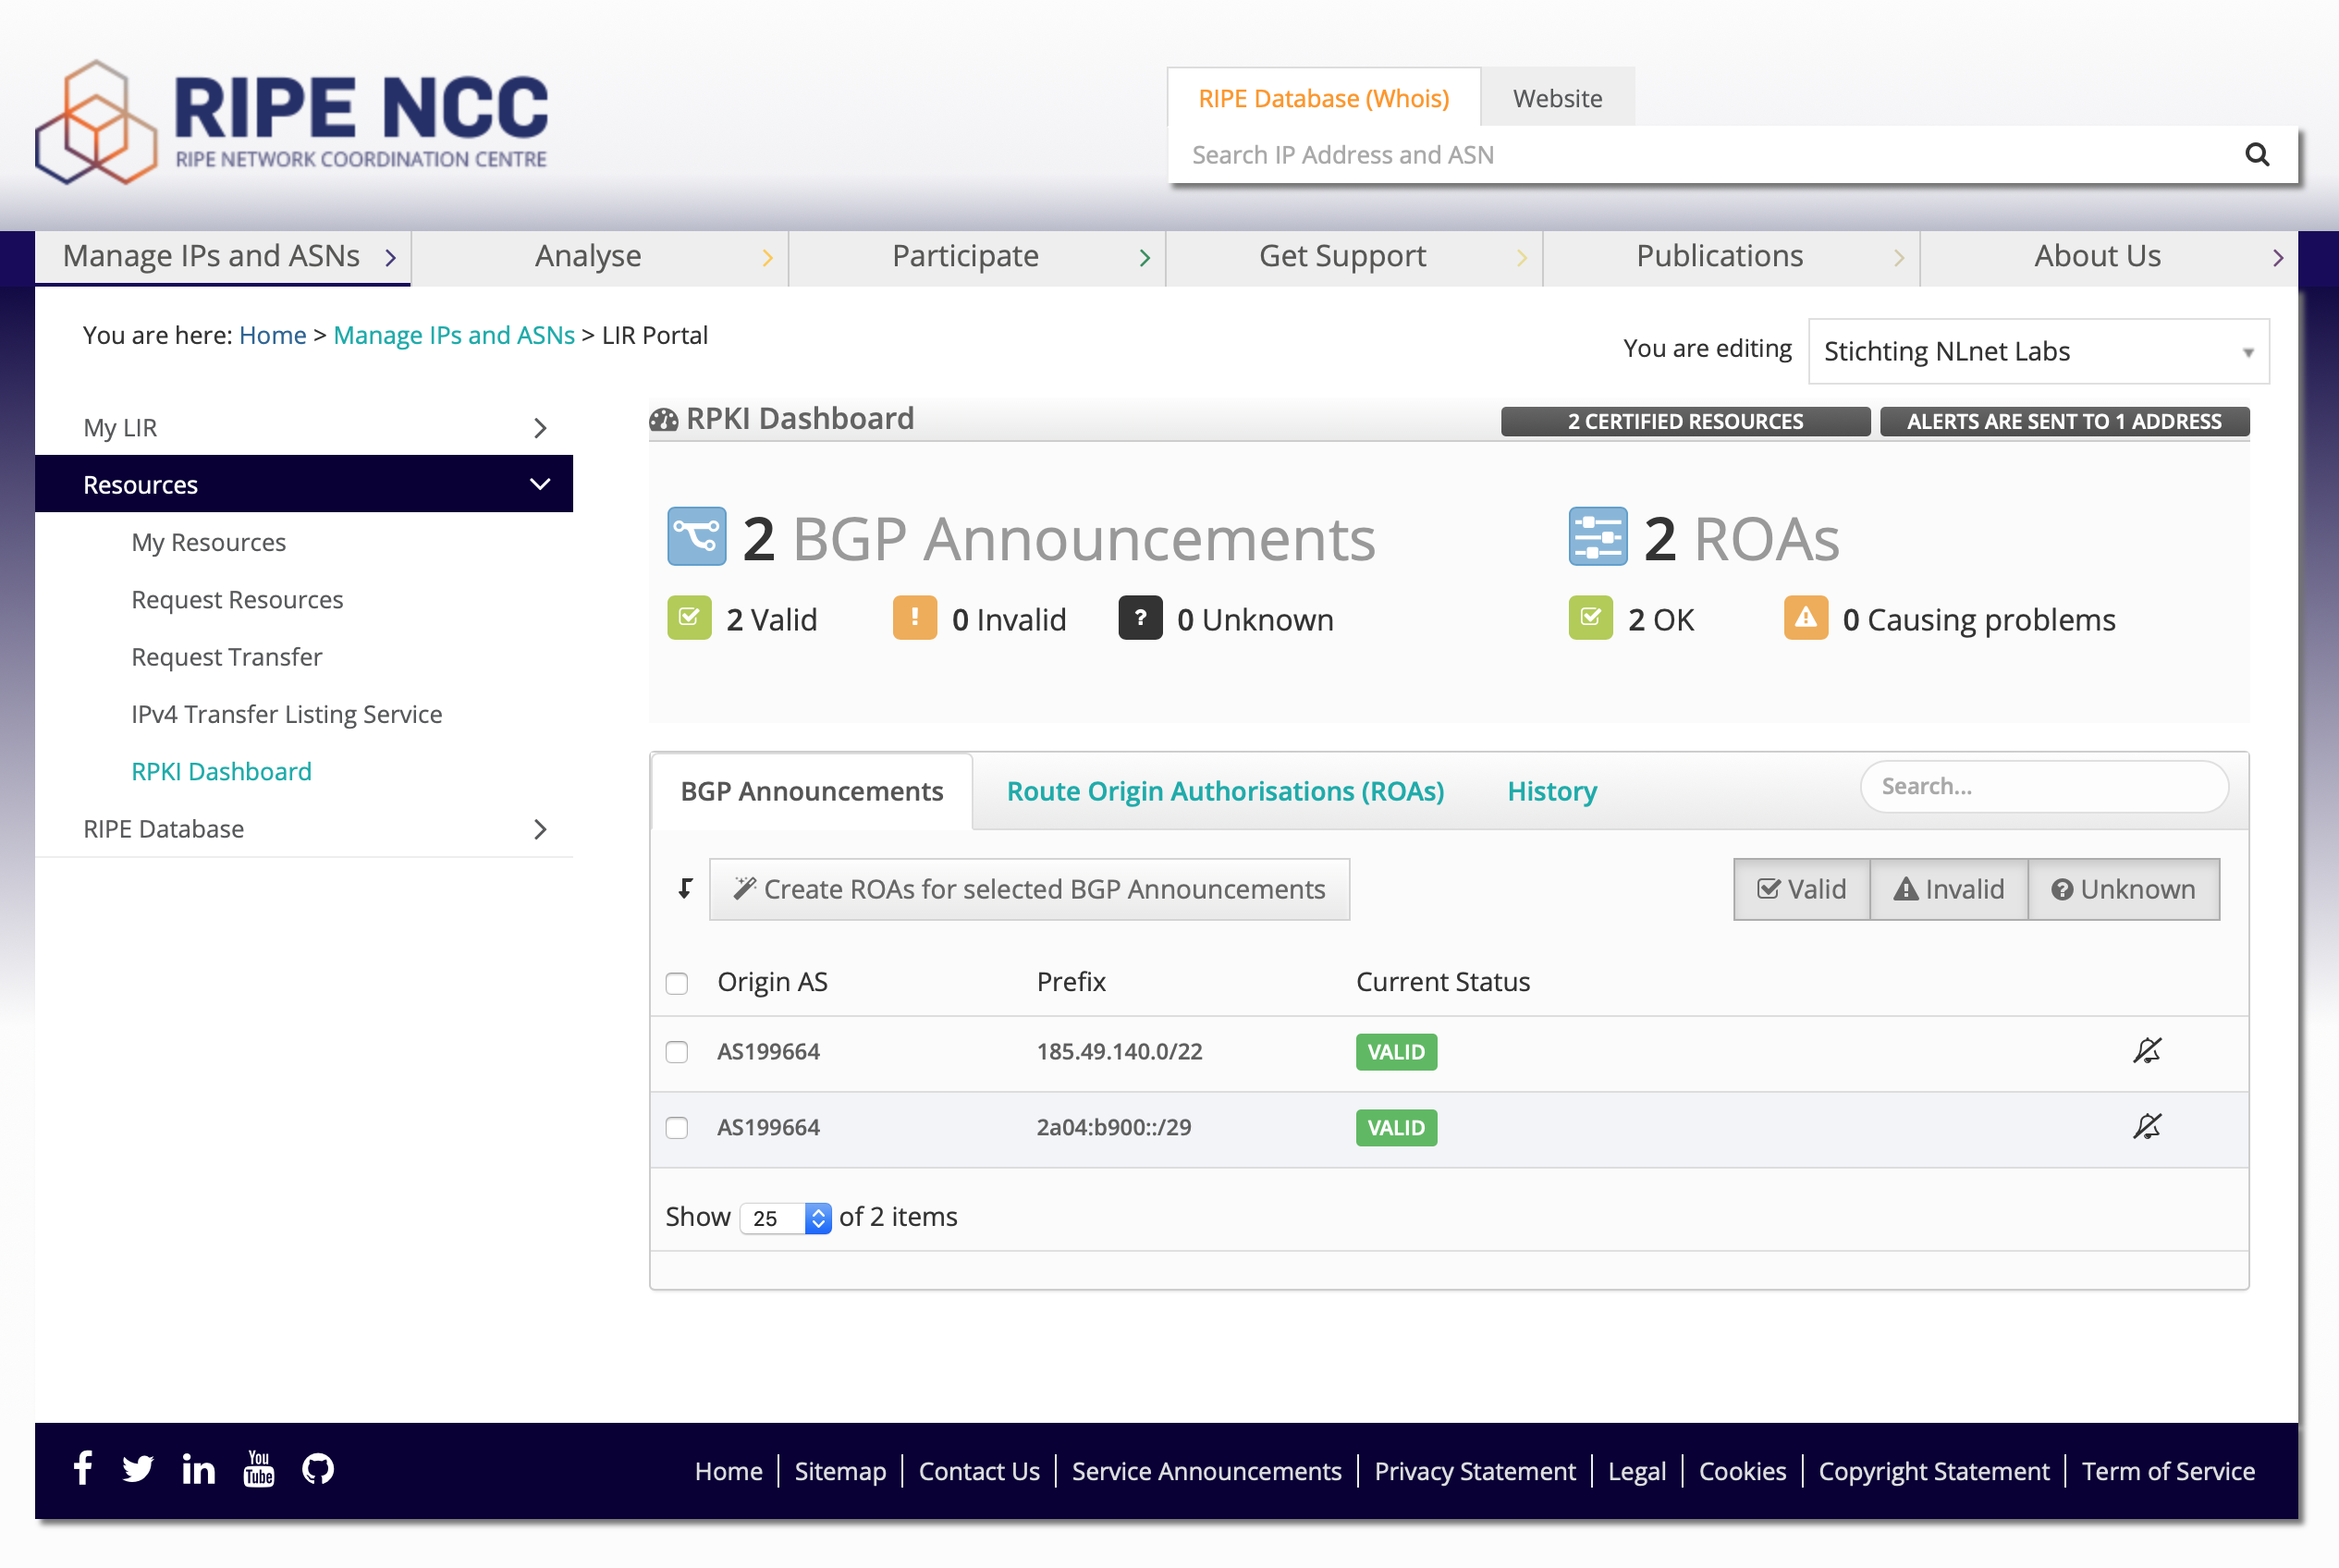 RIPE NCC
RIPE NETWORK COORDINATION CENTRE
RIPE Database (Whois)
Website
Search IP Address and ASN
Manage IPs and ASNs
Analyse
Participate
Get Support
Publications
About Us
You are here: Home > Manage IPs and ASNs > LIR Portal
You are editing
Stichting NLnet Labs
My LIR
Resources
My Resources
Request Resources
Request Transfer
IPv4 Transfer Listing Service
RPKI Dashboard
RIPE Database
RPKI Dashboard
2 CERTIFIED RESOURCES
ALERTS ARE SENT TO 1 ADDRESS
2 BGP Announcements
2 Valid
! 0 Invalid
? 0 Unknown
2 ROAs
2 OK
0 Causing problems
BGP Announcements
Route Origin Authorisations (ROAs)
History
Search...
Create ROAs for selected BGP Announcements
Valid
Invalid
Unknown
Origin AS Prefix Current Status
AS199664 185.49.140.0/22 VALID
AS199664 2a04:b900::/29 VALID
Show 25 of 2 items
You Tube
Home
Sitemap
Contact Us
Service Announcements
Privacy Statement
Legal
Cookies
Copyright Statement
Term of Service